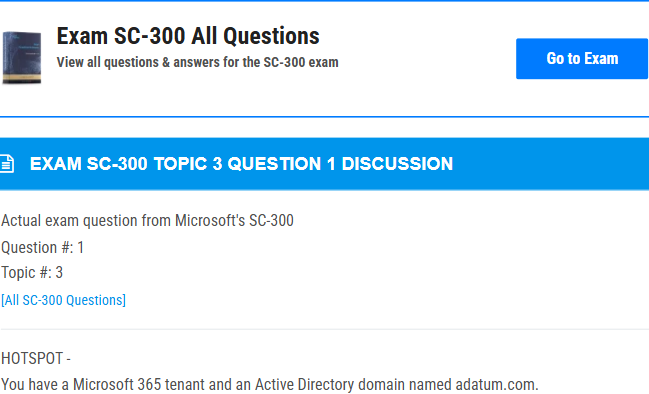 Exam SC-300 All Questions
View all questions & answers for the SC-300 exam
Go to Exam
EXAM SC-300 TOPIC 3 QUESTION 1 DISCUSSION
Actual exam question from Microsoft's SC-300
Question #: 1
Topic #: 3
[All SC-300 Questions]
HOTSPOT -
You have a Microsoft 365 tenant and an Active Directory domain named adatum.com.